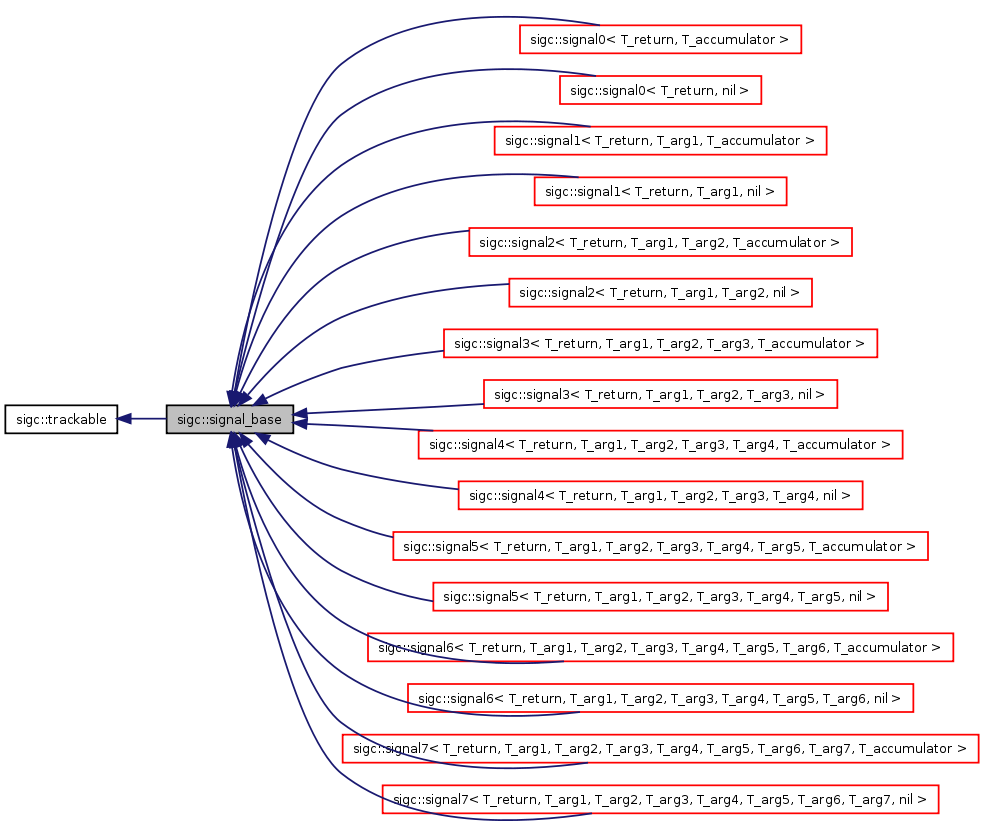 sigc::signal0< T_return, T_accumulator >
sigc::signal0< T_return, nil >
sigc::signal1< T_return, T_arg1, T_accumulator >
sigc::signal1< T_return, T_arg1, nil >
sigc::signal2< T_return, T_arg1, T_arg2, T_accumulator >
sigc::signal2< T_return, T_arg1, T_arg2, nil >
sigc::signal3< T_return, T_arg1, T_arg2, T_arg3, T_accumulator >
sigc::signal3< T_return, T_arg1, T_arg2, T_arg3, nil >
sigc::trackable
sigc::signal_base
sigc::signal4< T_return, T_arg1, T_arg2, T_arg3, T_arg4, T_accumulator >
sigc::signal4< T_return, T_arg1, T_arg2, T_arg3, T_arg4, nil >
sigc::signal5< T_return, T_arg1, T_arg2, T_arg3, T_arg4, T_arg5, T_accumulator >
sigc::signal5< T_return, T_arg1, T_arg2, T_arg3, T_arg4, T_arg5, nil >
sigc::signal6< T_return, T_arg1, T_arg2, T_arg3, T_arg4, T_arg5, T_arg6, T_accumulator >
sigc::signal6< T_return, T_arg1, T_arg2, T_arg3, T_arg4, T_arg5, T_arg6, nil >
sigc::signal7< T_return, T_arg1, T_arg2, T_arg3, T_arg4, T_arg5, T_arg6, T_arg7, T_accumulator >
sigc::signal7< T_return, T_arg1, T_arg2, T_arg3, T_arg4, T_arg5, T_arg6, T_arg7, nil >